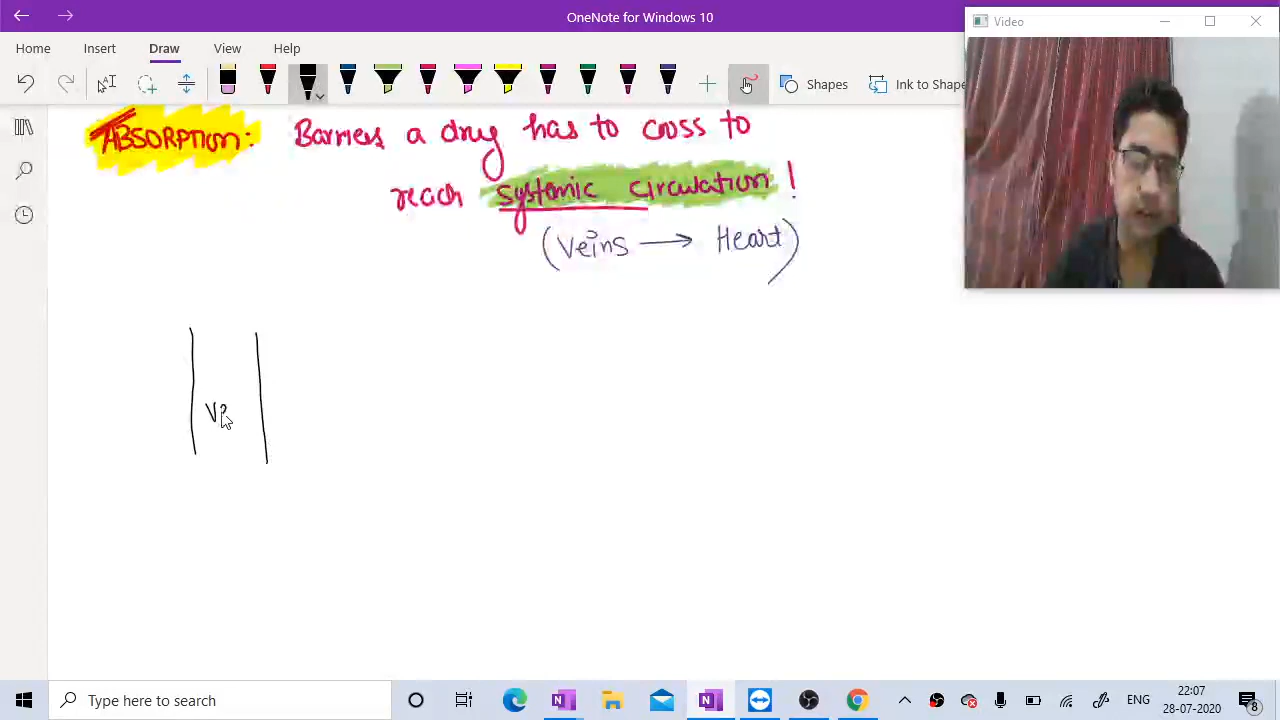 OneNote for Windows 10
Video
Home Insert Draw View Help
Shapes Ink to Shape
ABSORPTION: Barriers a drug has to cross to
reach systemic circulation!
(Veins → Heart)
Type here to search
ENG 22:07
28-07-2020
8